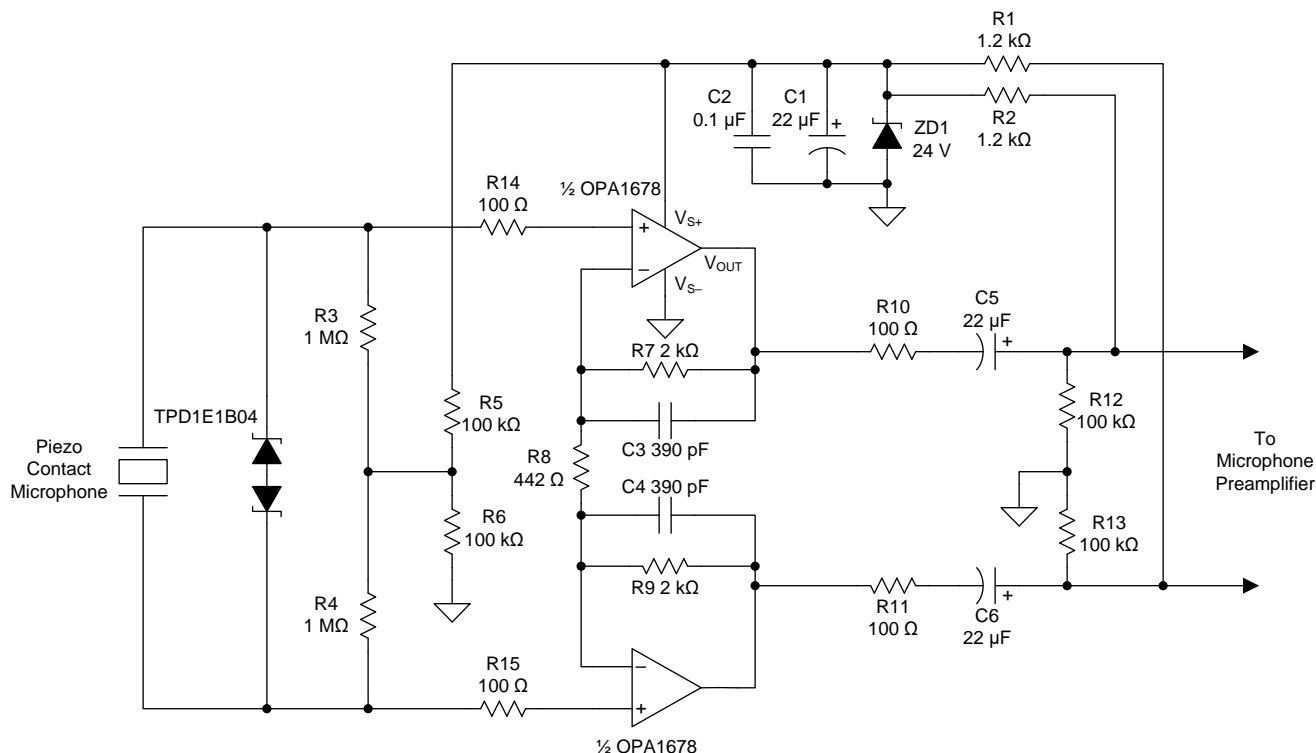 R1
1.2 kΩ
R2
1.2 kΩ
C2
0.1 µF
C1
22 µF
+
ZD1
24 V
R14
100 Ω
½ OPA1678
VS+
+
–
VOUT
VS–
R10
100 Ω
C5
22 µF
+
R3
1 MΩ
R7 2 kΩ
R12
100 kΩ
TPD1E1B04
R5
100 kΩ
C3 390 pF
Piezo
Contact
Microphone
R8
442 Ω
C4 390 pF
To
Microphone
Preamplifier
R6
100 kΩ
R13
100 kΩ
R9 2 kΩ
R4
1 MΩ
R11
100 Ω
+
C6
22 µF
R15
100 Ω
–
+
½ OPA1678